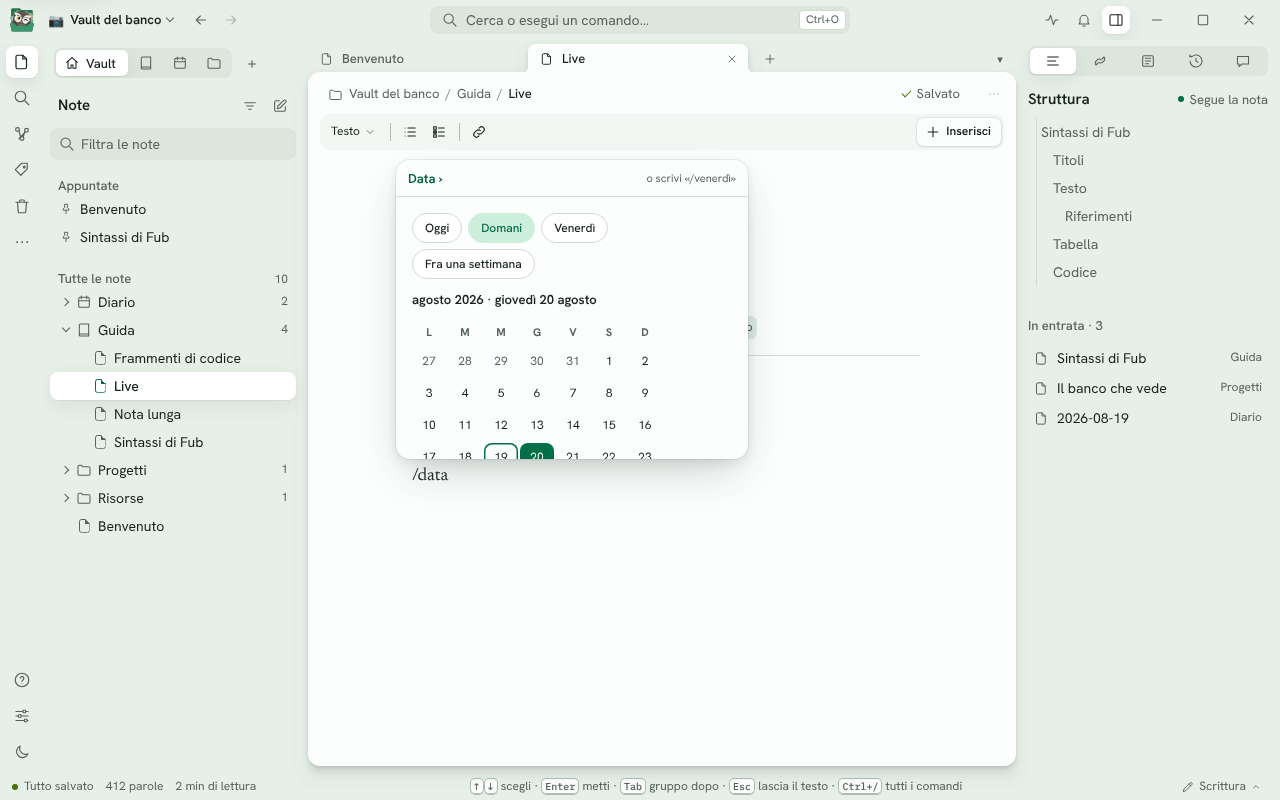 Vault del banco
Cerca o esegui un comando…
Ctrl+O
Vault
Benvenuto
Live
Note
Filtra le note
Appuntate
Benvenuto
Sintassi di Fub
Tutte le note 10
Diario 2
Guida 4
Frammenti di codice
Live
Nota lunga
Sintassi di Fub
Progetti 1
Risorse 1
Benvenuto
Vault del banco / Guida / Live
Salvato
Testo
Inserisci
Data ›
o scrivi «/venerdì»
Oggi
Domani
Venerdì
Fra una settimana
agosto 2026 · giovedì 20 agosto
L M M G V S D
27 28 29 30 31 1 2
3 4 5 6 7 8 9
10 11 12 13 14 15 16
17 18 19 20 21 22 23
/data
Struttura
Segue la nota
Sintassi di Fub
Titoli
Testo
Riferimenti
Tabella
Codice
In entrata · 3
Sintassi di Fub Guida
Il banco che vede Progetti
2026-08-19 Diario
Tutto salvato 412 parole 2 min di lettura
↑ ↓ scegli · Enter metti · Tab gruppo dopo · Esc lascia il testo · Ctrl+/ tutti i comandi
Scrittura